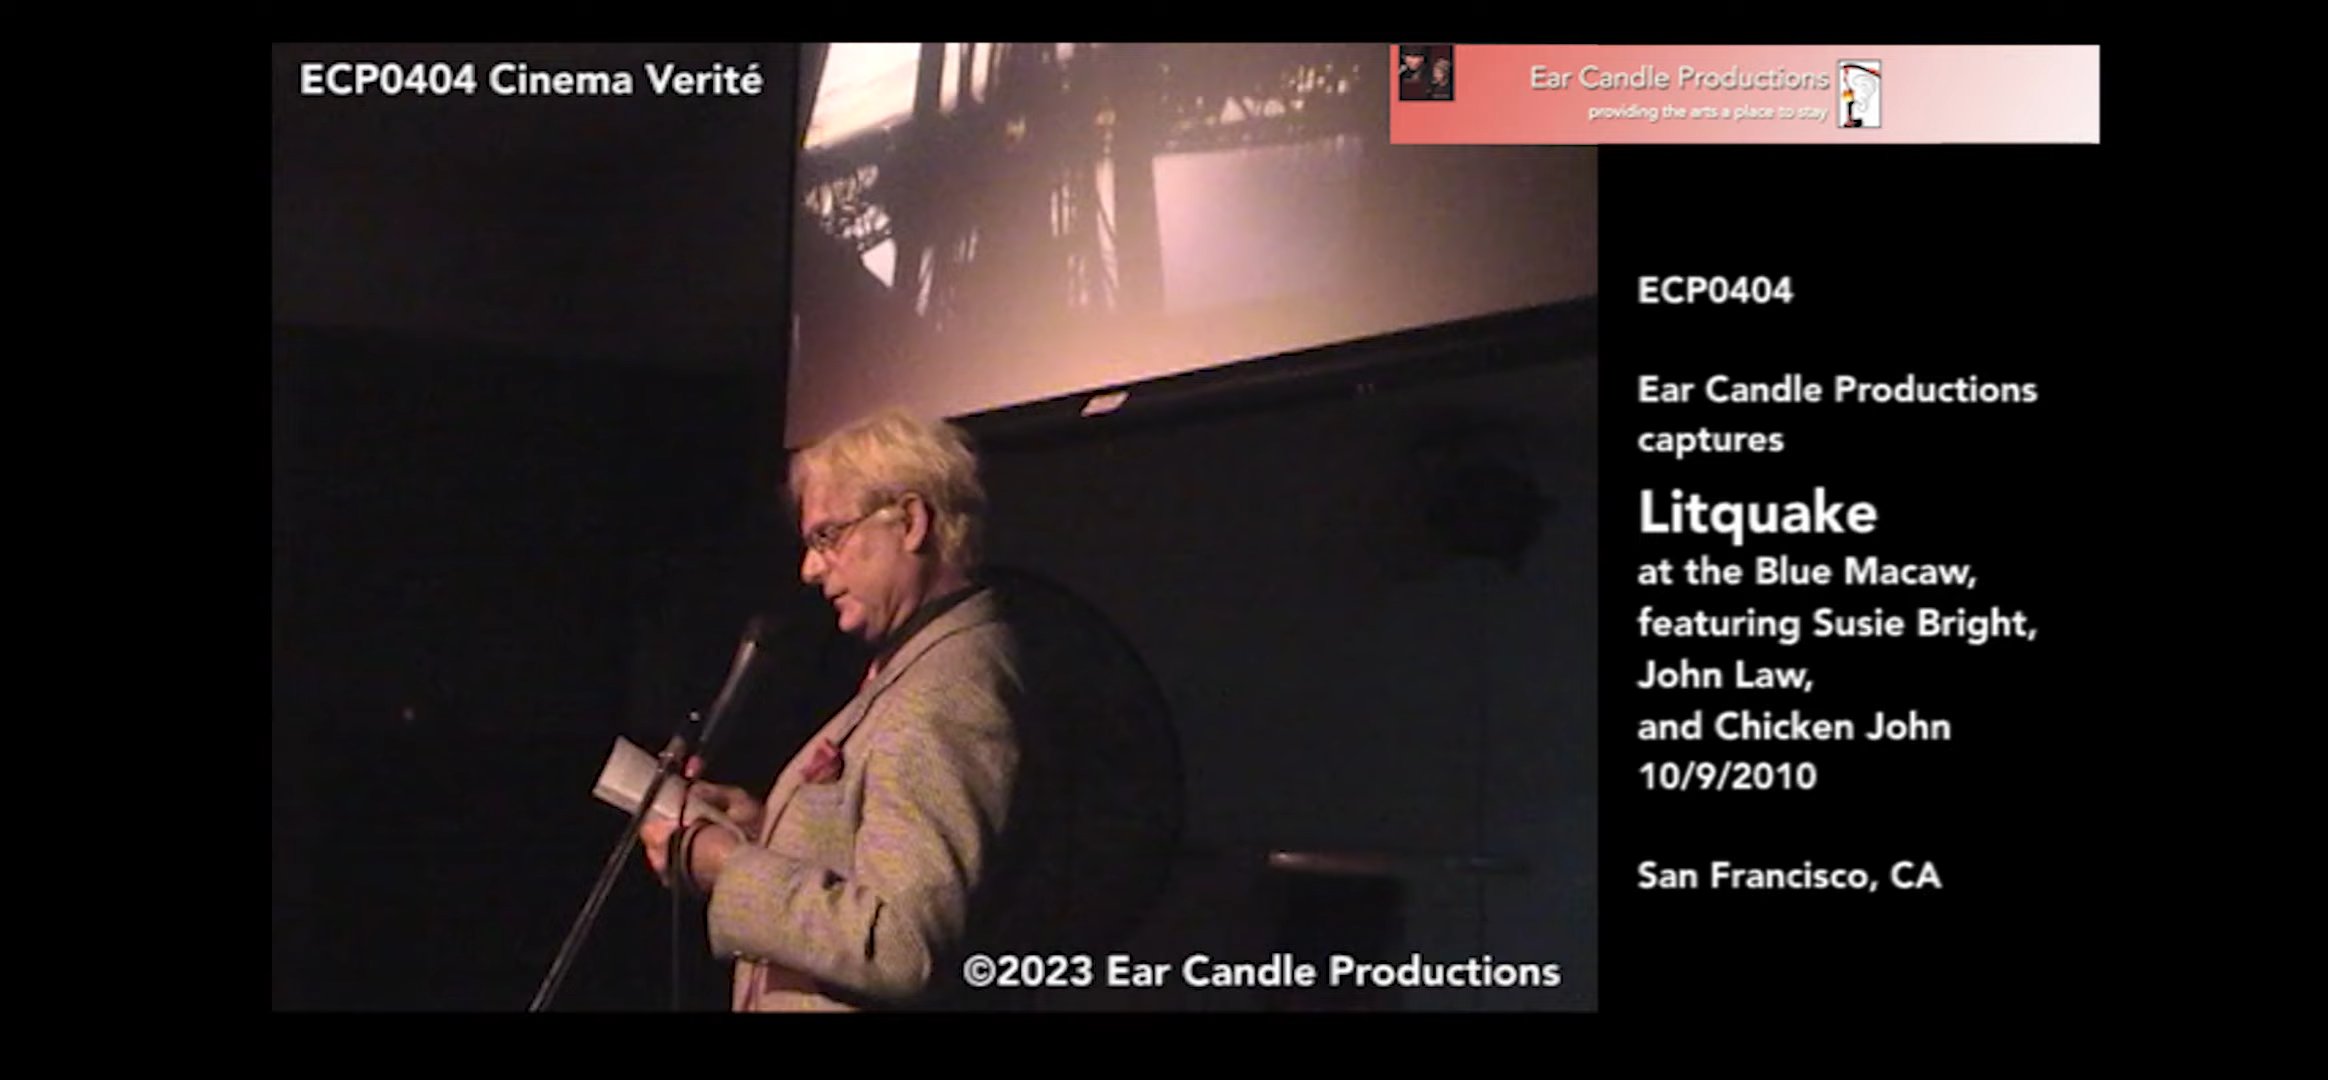 ECP0404 Cinema Verité
Ear Candle Productions
providing the arts a place to stay
ECP0404
Ear Candle Productions
captures
Litquake
at the Blue Macaw,
featuring Susie Bright,
John Law,
and Chicken John
10/9/2010
San Francisco, CA
©2023 Ear Candle Productions